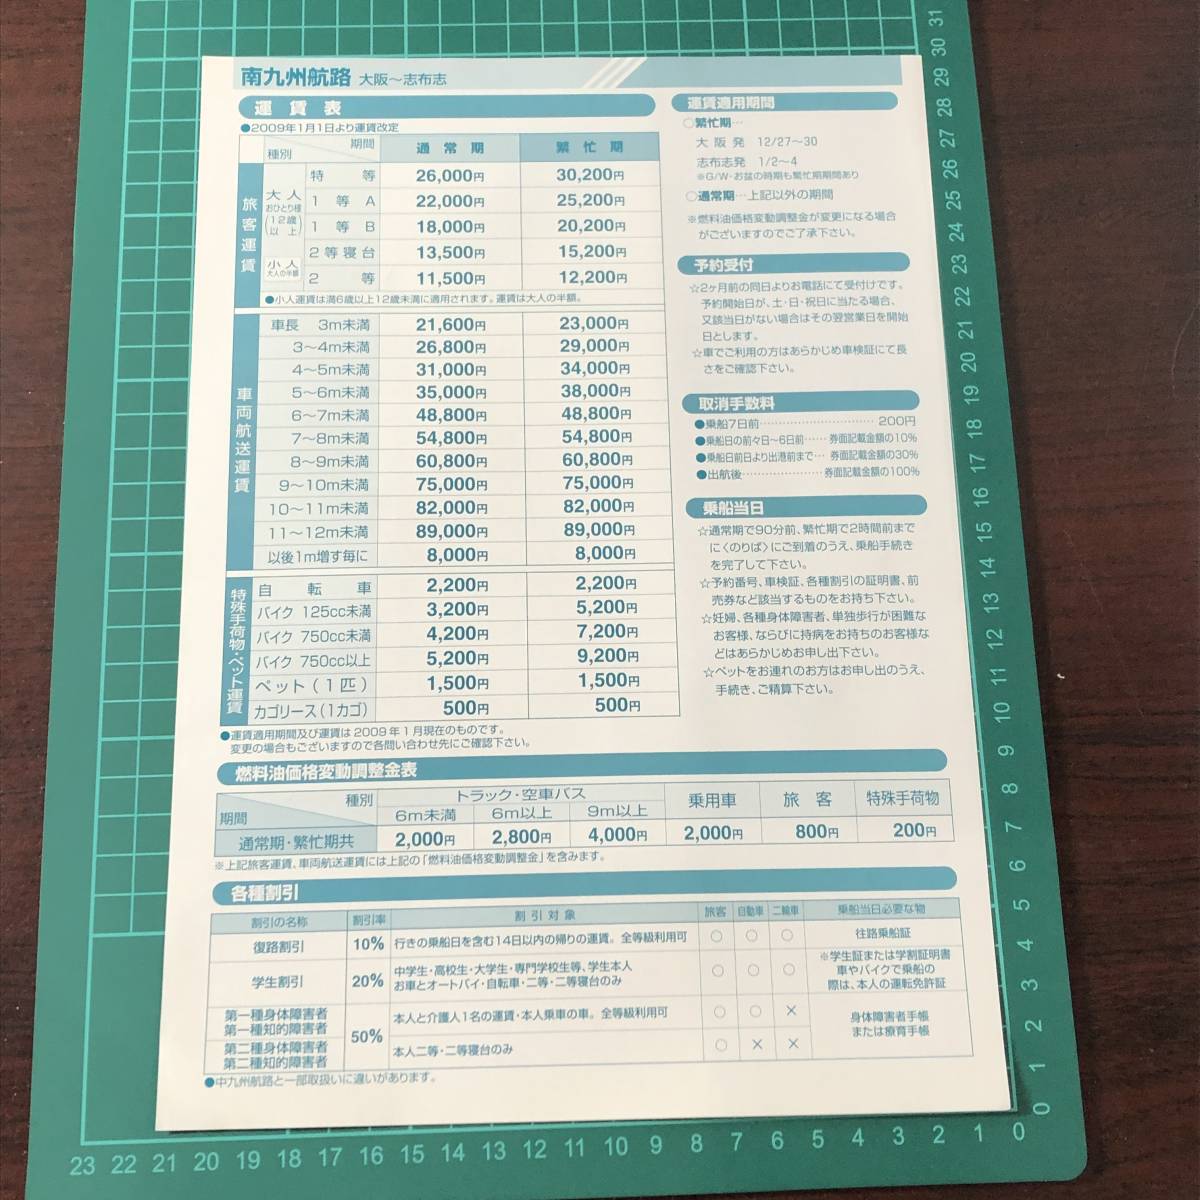 南九州航路 大阪〜志布志
運賃表
●2009年1月1日より運賃改定
期間
種別
通常期 繁忙期
旅客運賃
大人
おひとり様
(12歳以上)
小人
大人の半額
特等 26,000円 30,200円
1等A 22,000円 25,200円
1等B 18,000円 20,200円
2等寝台 13,500円 15,200円
2等 11,500円 12,200円
●小人運賃は満6歳以上12歳未満に適用されます。運賃は大人の半額。
車両航送運賃
車長 3m未満 21,600円 23,000円
3〜4m未満 26,800円 29,000円
4〜5m未満 31,000円 34,000円
5〜6m未満 35,000円 38,000円
6〜7m未満 48,800円 48,800円
7〜8m未満 54,800円 54,800円
8〜9m未満 60,800円 60,800円
9〜10m未満 75,000円 75,000円
10〜11m未満 82,000円 82,000円
11〜12m未満 89,000円 89,000円
以後1m増す毎に 8,000円 8,000円
特殊手荷物・ペット運賃
自転車 2,200円 2,200円
バイク 125cc未満 3,200円 5,200円
バイク 750cc未満 4,200円 7,200円
バイク 750cc以上 5,200円 9,200円
ペット(1匹) 1,500円 1,500円
カゴリース(1カゴ) 500円 500円
●運賃適用期間及び運賃は2009年1月現在のものです。
変更の場合もございますので各問い合わせ先にご確認下さい。
運賃適用期間
○繁忙期…
大阪発 12/27〜30
志布志発 1/2〜4
※G/W・お盆の時期も繁忙期期間あり
○通常期…上記以外の期間
※燃料油価格変動調整金が変更になる場合
がございますのでご了承下さい。
予約受付
☆2ヶ月前の同日よりお電話にて受付けです。
予約開始日が、土・日・祝日に当たる場合、
又該当日がない場合はその翌営業日を開始
日とします。
☆車でご利用の方はあらかじめ車検証にて長
さをご確認下さい。
取消手数料
●乗船7日前……………………… 200円
●乗船日の前々日〜6日前…… 券面記載金額の10%
●乗船日前日より出港前まで… 券面記載金額の30%
●出航後………………… 券面記載金額の100%
乗船当日
☆通常期で90分前、繁忙期で2時間前まで
に〈のりば〉にご到着のうえ、乗船手続き
を完了して下さい。
☆予約番号、車検証、各種割引の証明書、前
売券など該当するものをお持ち下さい。
☆妊婦、各種身体障害者、単独歩行が困難な
お客様、ならびに持病をお持ちのお客様な
どはあらかじめお申し出下さい。
☆ペットをお連れのお方はお申し出のうえ、
手続き、ご精算下さい。
燃料油価格変動調整金表
種別
期間
トラック・空車バス
6m未満 6m以上 9m以上
乗用車 旅客 特殊手荷物
通常期・繁忙期共 2,000円 2,800円 4,000円 2,000円 800円 200円
※上記旅客運賃、車両航送運賃には上記の「燃料油価格変動調整金」を含みます。
各種割引
割引の名称 割引率 割引対象 旅客 自動車 二輪車 乗船当日必要な物
復路割引 10% 行きの乗船日を含む14日以内の帰りの運賃。全等級利用可 ○ ○ ○ 往路乗船証
学生割引 20% 中学生・高校生・大学生・専門学校生等、学生本人
お車とオートバイ・自転車・二等・二等寝台のみ
○ ○ ○
※学生証または学割証明書
車やバイクで乗船の
際は、本人の運転免許証
第一種身体障害者
第一種知的障害者
50%
本人と介護人1名の運賃・本人乗車の車。全等級利用可 ○ ○ ×
身体障害者手帳
または療育手帳
第二種身体障害者
第二種知的障害者
本人二等・二等寝台のみ ○ × ×
●中九州航路と一部取扱いに違いがあります。
31
30
29
28
27
26
25
24
23
22
21
20
19
18
17
16
15
14
13
12
11
10
9
8
7
6
5
4
3
2
1
0
23 22 21 20 19 18 17 16 15 14 13 12 11 10 9 8 7 6 5 4 3 2 1 0